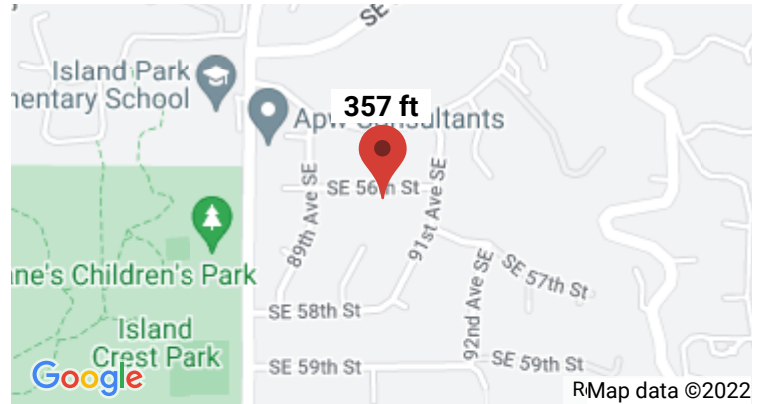 SE
Island Park
mentary School
357 ft
Apw Consultants
SE 56th St
89th Ave SE
91st Ave SE
ane's Children's Park
SE 57th St
92nd Ave SE
SE 58th St
Island
Crest Park
SE 59th St
SE 59th St
Google
Map data ©2022